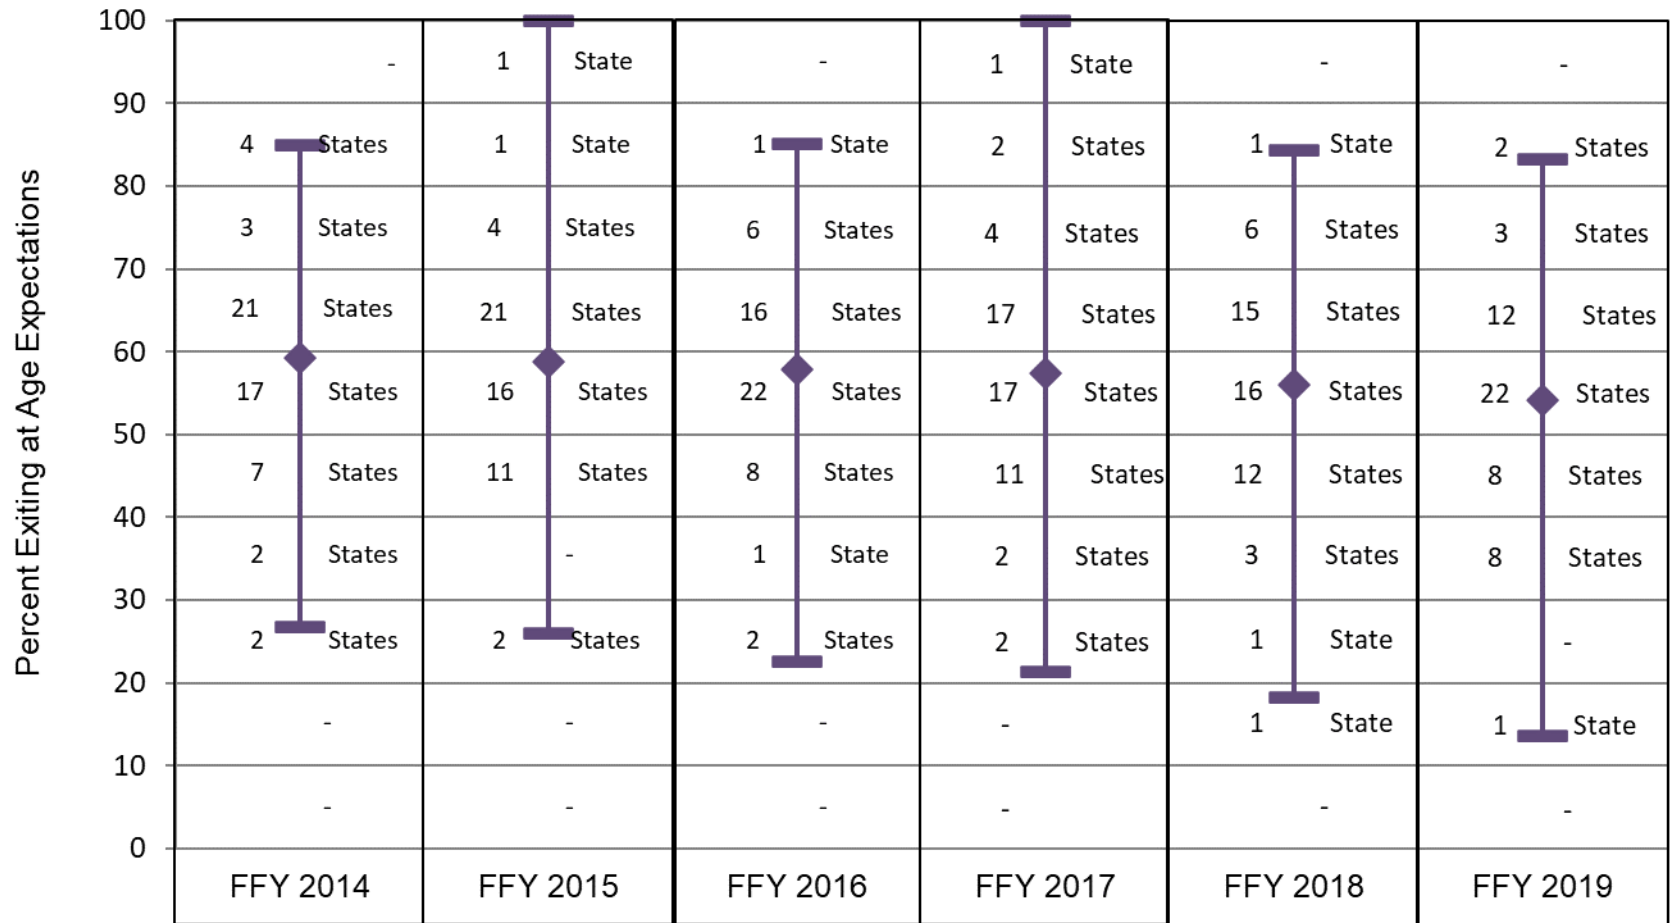 Percent Exiting at Age Expectations
100 - 1 State - 1 State - -
90
4 States 1 State 1 State 2 States 1 State 2 States
80
3 States 4 States 6 States 4 States 6 States 3 States
70
21 States 21 States 16 States 17 States 15 States 12 States
60
17 States 16 States 22 States 17 States 16 States 22 States
50
7 States 11 States 8 States 11 States 12 States 8 States
40
2 States - 1 State 2 States 3 States 8 States
30
2 States 2 States 2 States 2 States 1 State -
20
- - - - 1 State 1 State
10
- - - - - -
0
FFY 2014 FFY 2015 FFY 2016 FFY 2017 FFY 2018 FFY 2019